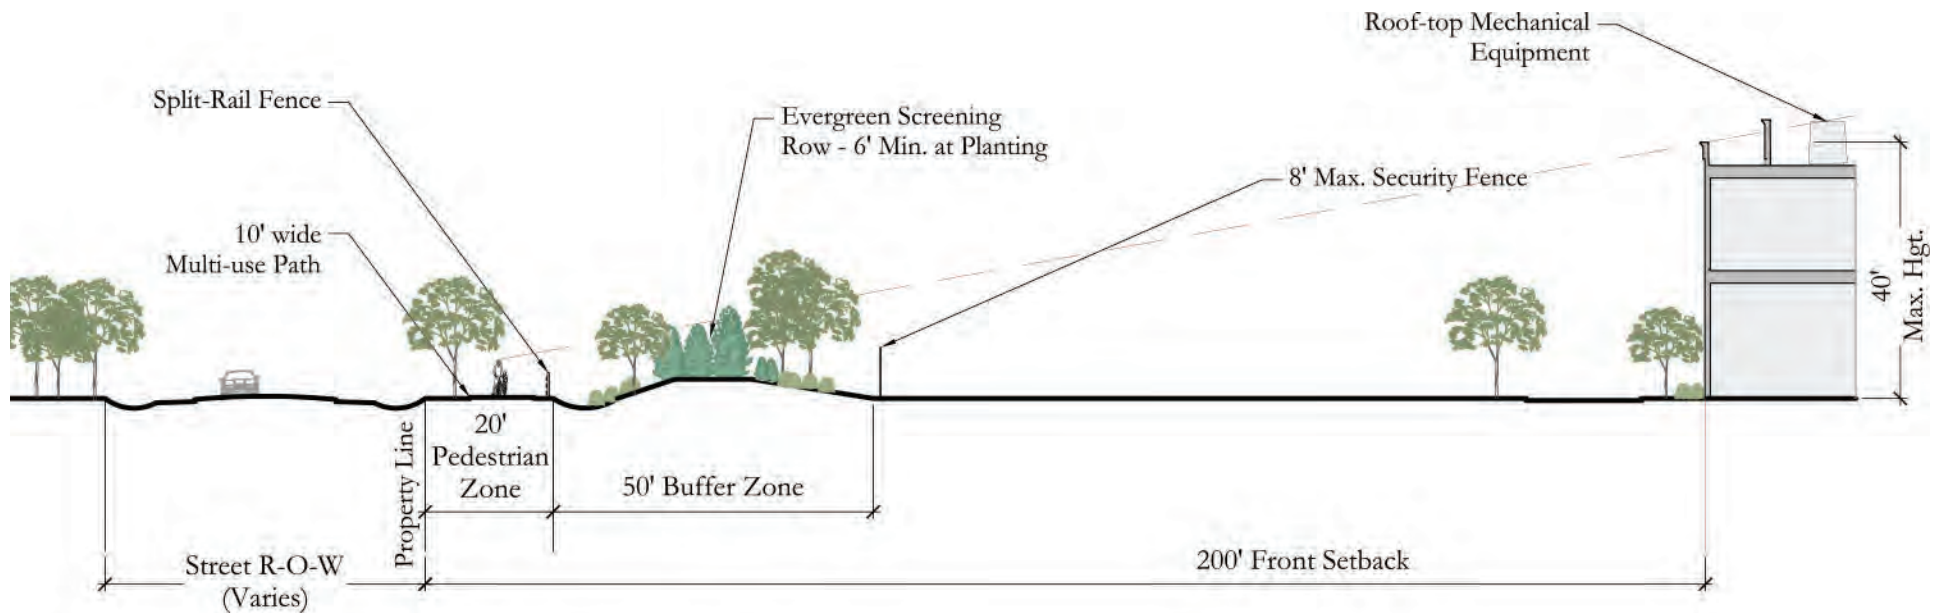 Roof-top Mechanical
Equipment
Split-Rail Fence
Evergreen Screening
Row - 6' Min. at Planting
8' Max. Security Fence
10' wide
Multi-use Path
40'
Max. Hgt.
Property Line
20'
Pedestrian
Zone
50' Buffer Zone
Street R-O-W
(Varies)
200' Front Setback